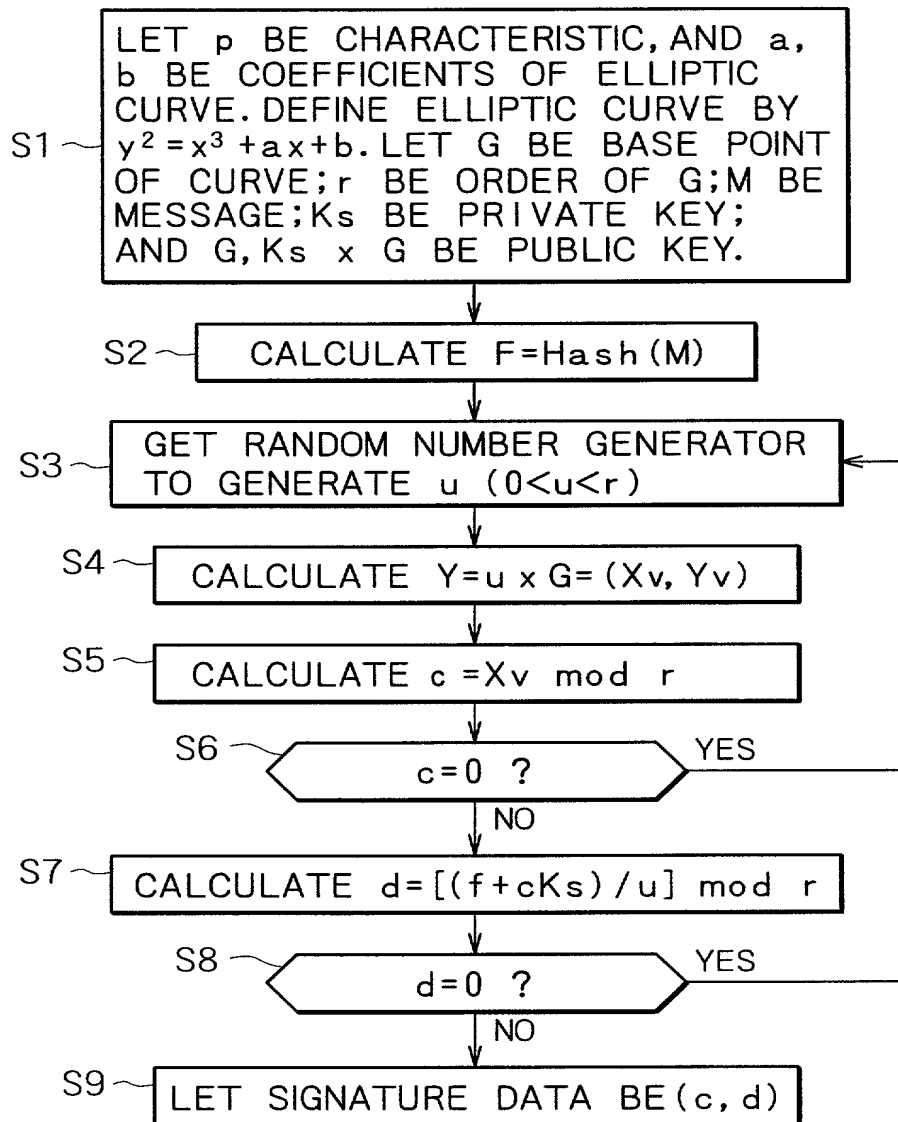 LET p BE CHARACTERISTIC, AND a,
b BE COEFFICIENTS OF ELLIPTIC
CURVE. DEFINE ELLIPTIC CURVE BY
S1
y² = x³ + ax + b. LET G BE BASE POINT
OF CURVE; r BE ORDER OF G; M BE
MESSAGE; Ks BE PRIVATE KEY;
AND G, Ks x G BE PUBLIC KEY.
S2
CALCULATE F=Hash (M)
S3
GET RANDOM NUMBER GENERATOR
TO GENERATE u (0<u<r)
S4
CALCULATE Y=u x G= (Xv, Yv)
S5
CALCULATE c =Xv mod r
S6
c=0 ?
YES
NO
S7
CALCULATE d=[(f+cKs)/u] mod r
S8
d=0 ?
YES
NO
S9
LET SIGNATURE DATA BE (c, d)